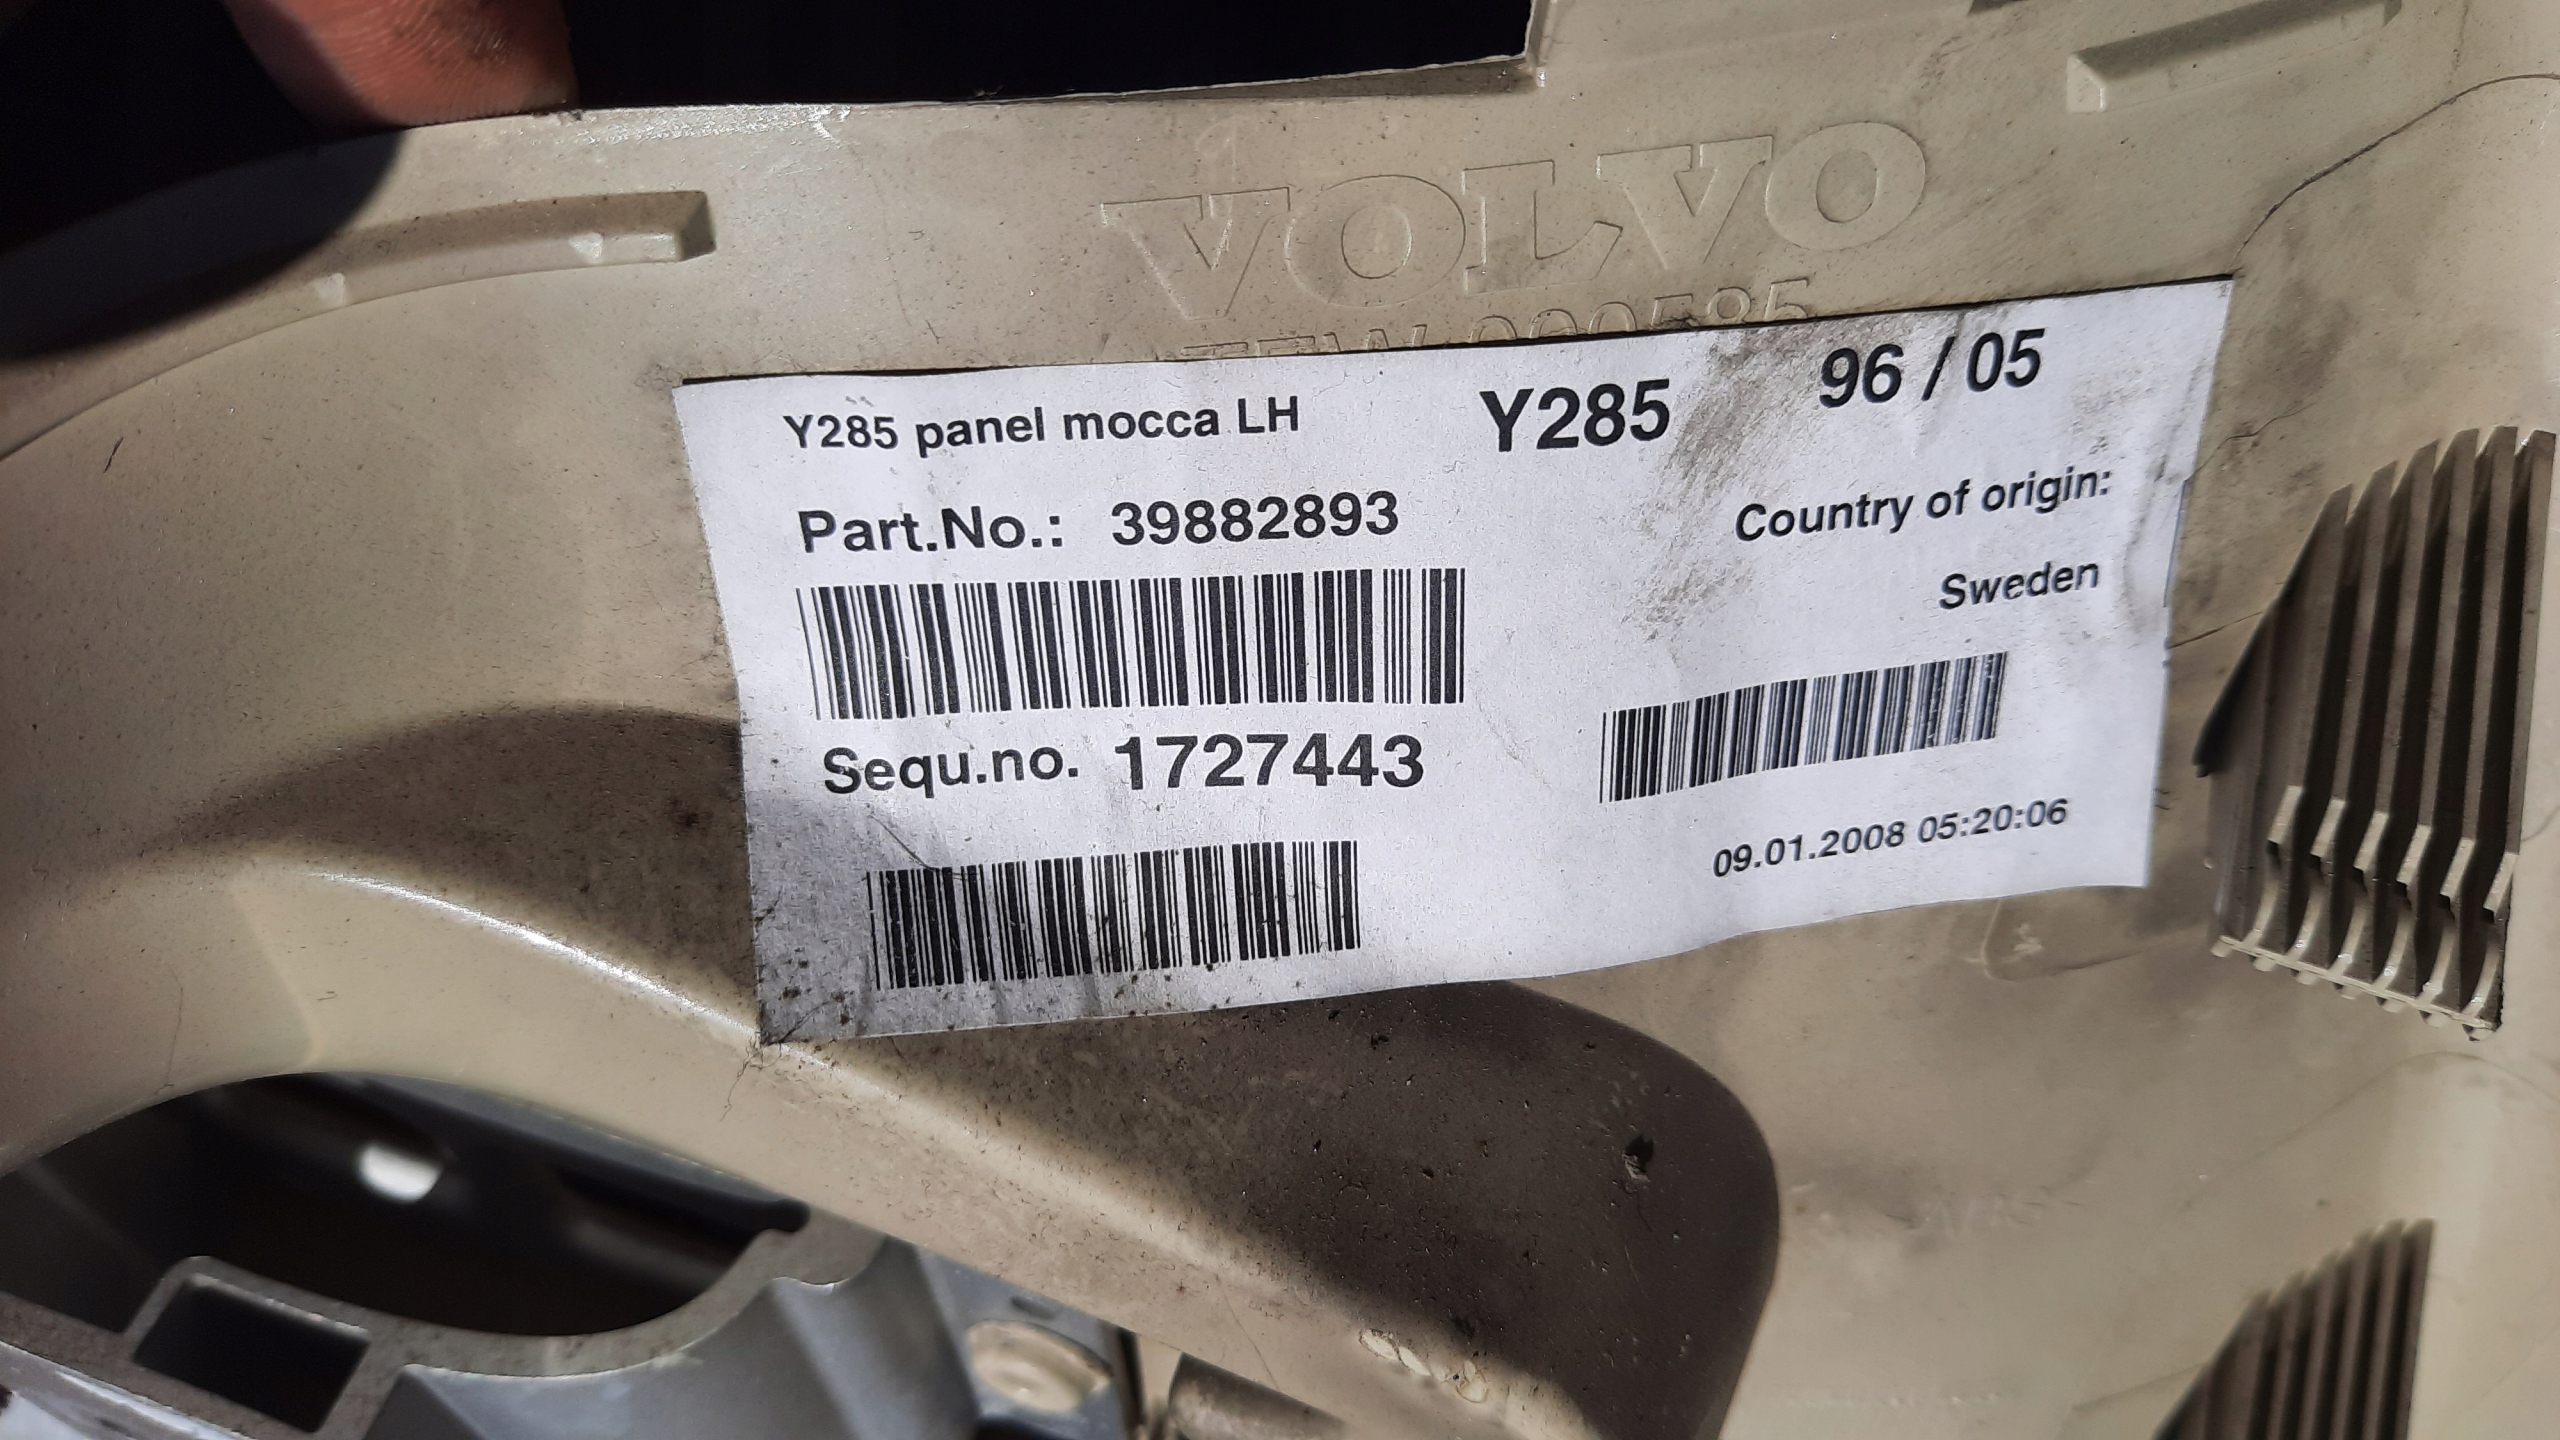 VOLVO
Y285 panel mocca LH
Y285
96 / 05
Part.No.: 39882893
Country of origin:
Sweden
Sequ.no. 1727443
09.01.2008 05:20:06